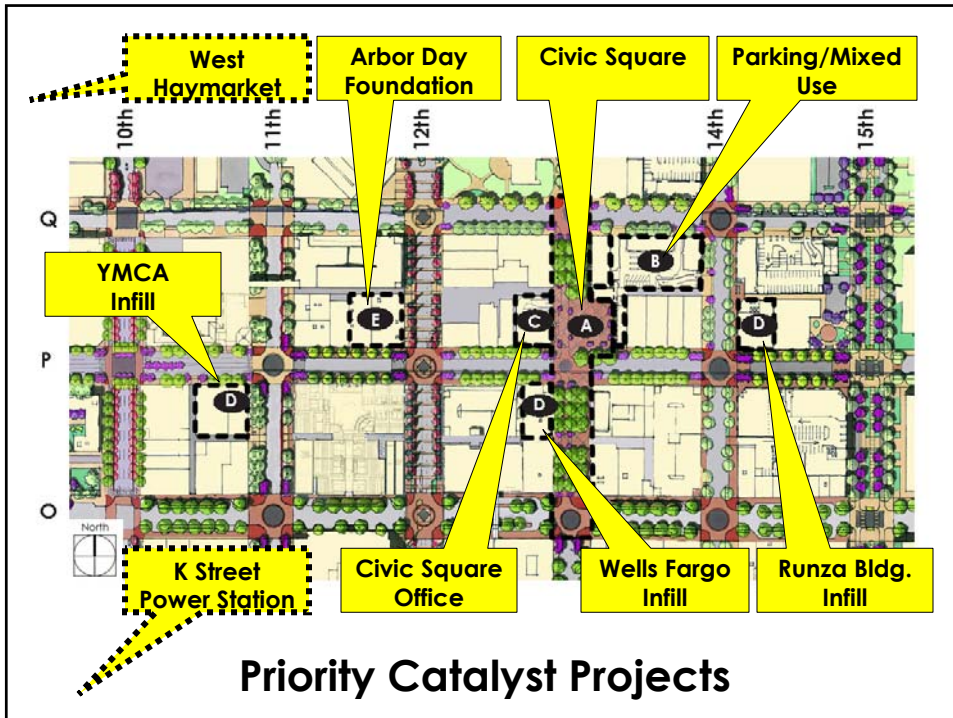 West
Haymarket
Arbor Day
Foundation
Civic Square
Parking/Mixed
Use
10th
11th
12th
14th
15th
Q
B
YMCA
Infill
E
C
A
D
P
D
D
O
North
K Street
Power Station
Civic Square
Office
Wells Fargo
Infill
Runza Bldg.
Infill
Priority Catalyst Projects